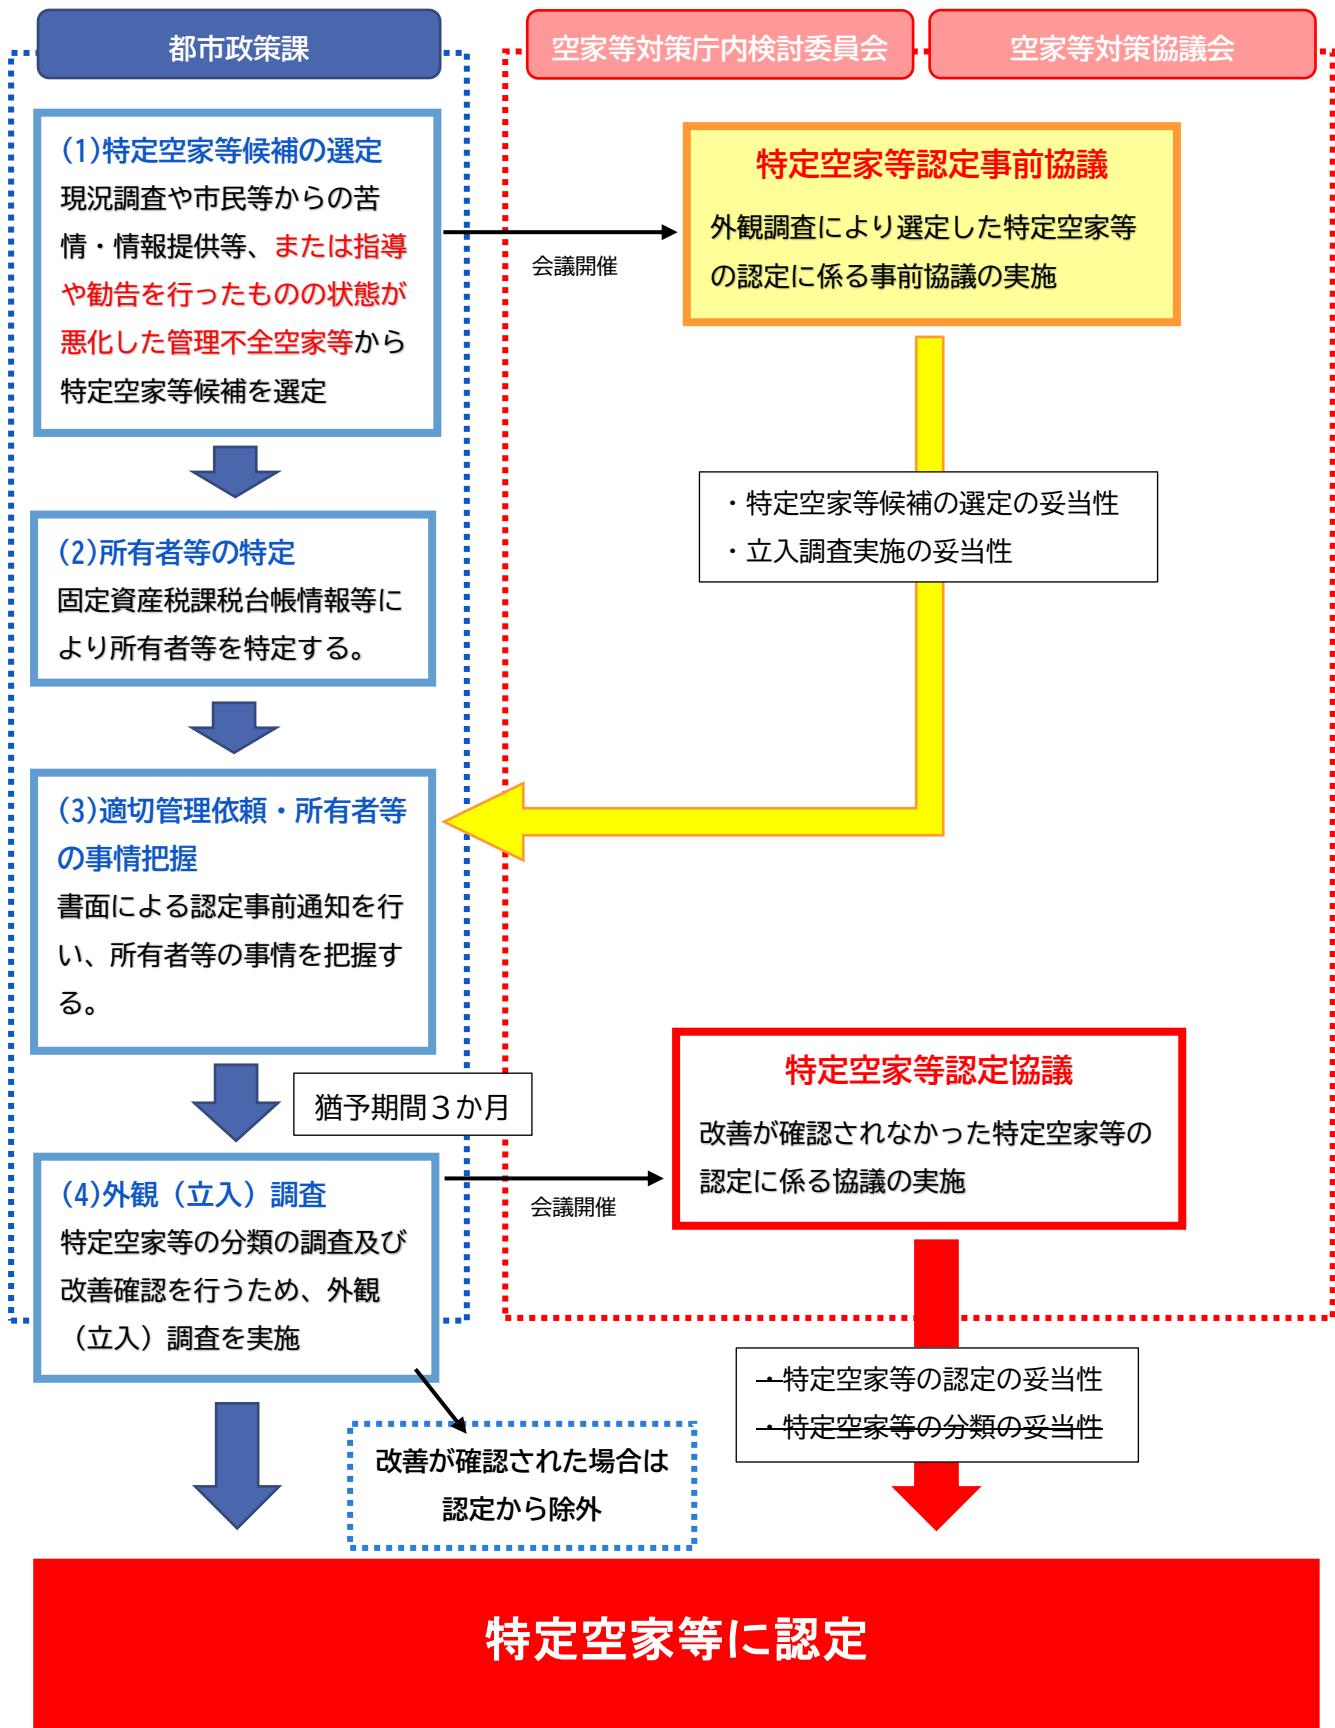 都市政策課
空家等対策庁内検討委員会
空家等対策協議会
(1)特定空家等候補の選定
現況調査や市民等からの苦
情・情報提供等、または指導
や勧告を行ったものの状態が
悪化した管理不全空家等から
特定空家等候補を選定
会議開催
特定空家等認定事前協議
外観調査により選定した特定空家等
の認定に係る事前協議の実施
・特定空家等候補の選定の妥当性
・立入調査実施の妥当性
(2)所有者等の特定
固定資産税課税台帳情報等に
より所有者等を特定する。
(3)適切管理依頼・所有者等
の事情把握
書面による認定事前通知を行
い、所有者等の事情を把握す
る。
猶予期間３か月
(4)外観（立入）調査
特定空家等の分類の調査及び
改善確認を行うため、外観
（立入）調査を実施
会議開催
特定空家等認定協議
改善が確認されなかった特定空家等の
認定に係る協議の実施
・特定空家等の認定の妥当性
・特定空家等の分類の妥当性
改善が確認された場合は
認定から除外
特定空家等に認定